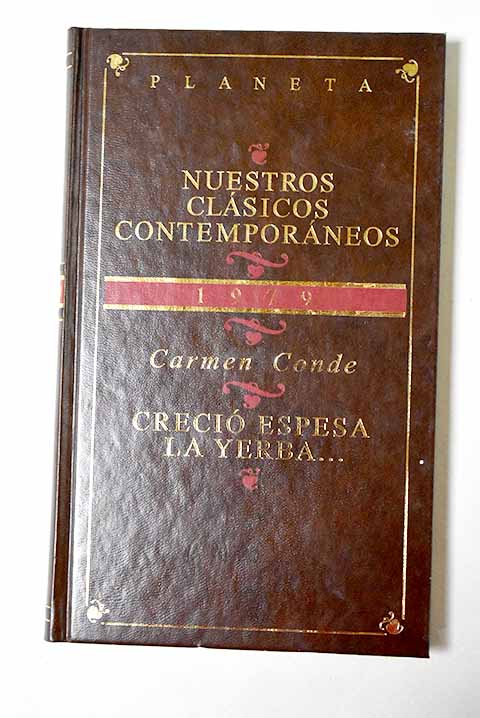 PLANETA
NUESTROS
CLÁSICOS
CONTEMPORÁNEOS
1979
Carmen Conde
CRECIÓ ESPESA
LA YERBA...